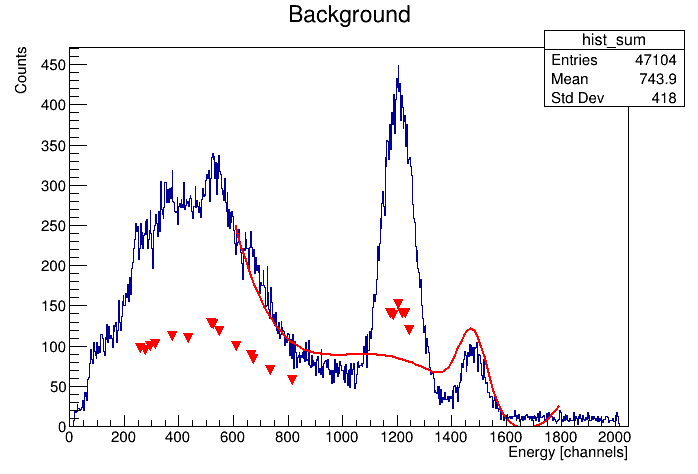 Background
hist_sum
Entries 47104
Mean 743.9
Std Dev 418
Counts
450
400
350
300
250
200
150
100
50
0
0 200 400 600 800 1000 1200 1400 1600 1800 2000
Energy [channels]